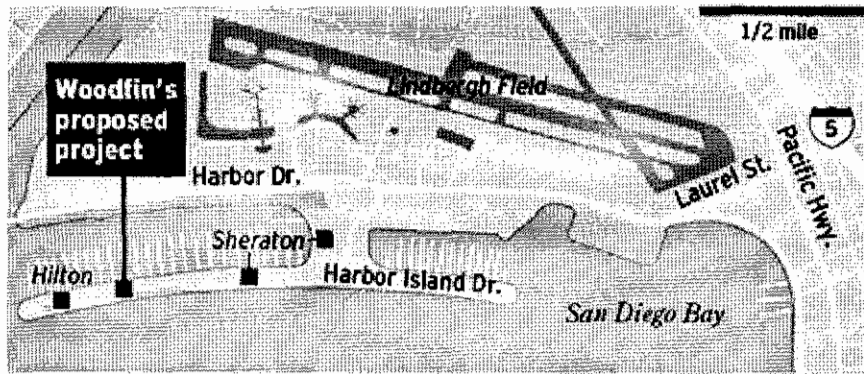 1/2 mile
Lindbergh Field
Woodfin's
proposed
project
5
Pacific Hwy.
Laurel St.
Harbor Dr.
Sheraton
Hilton
Harbor Island Dr.
San Diego Bay